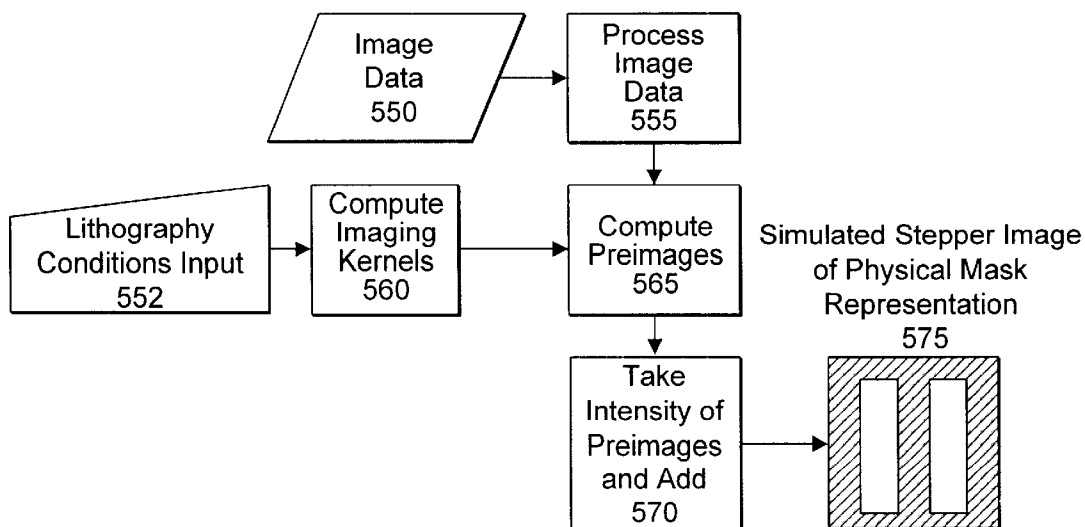 Image
Data
550
Process
Image
Data
555
Lithography
Conditions Input
552
Compute
Imaging
Kernels
560
Compute
Preimages
565
Simulated Stepper Image
of Physical Mask
Representation
575
Take
Intensity of
Preimages
and Add
570